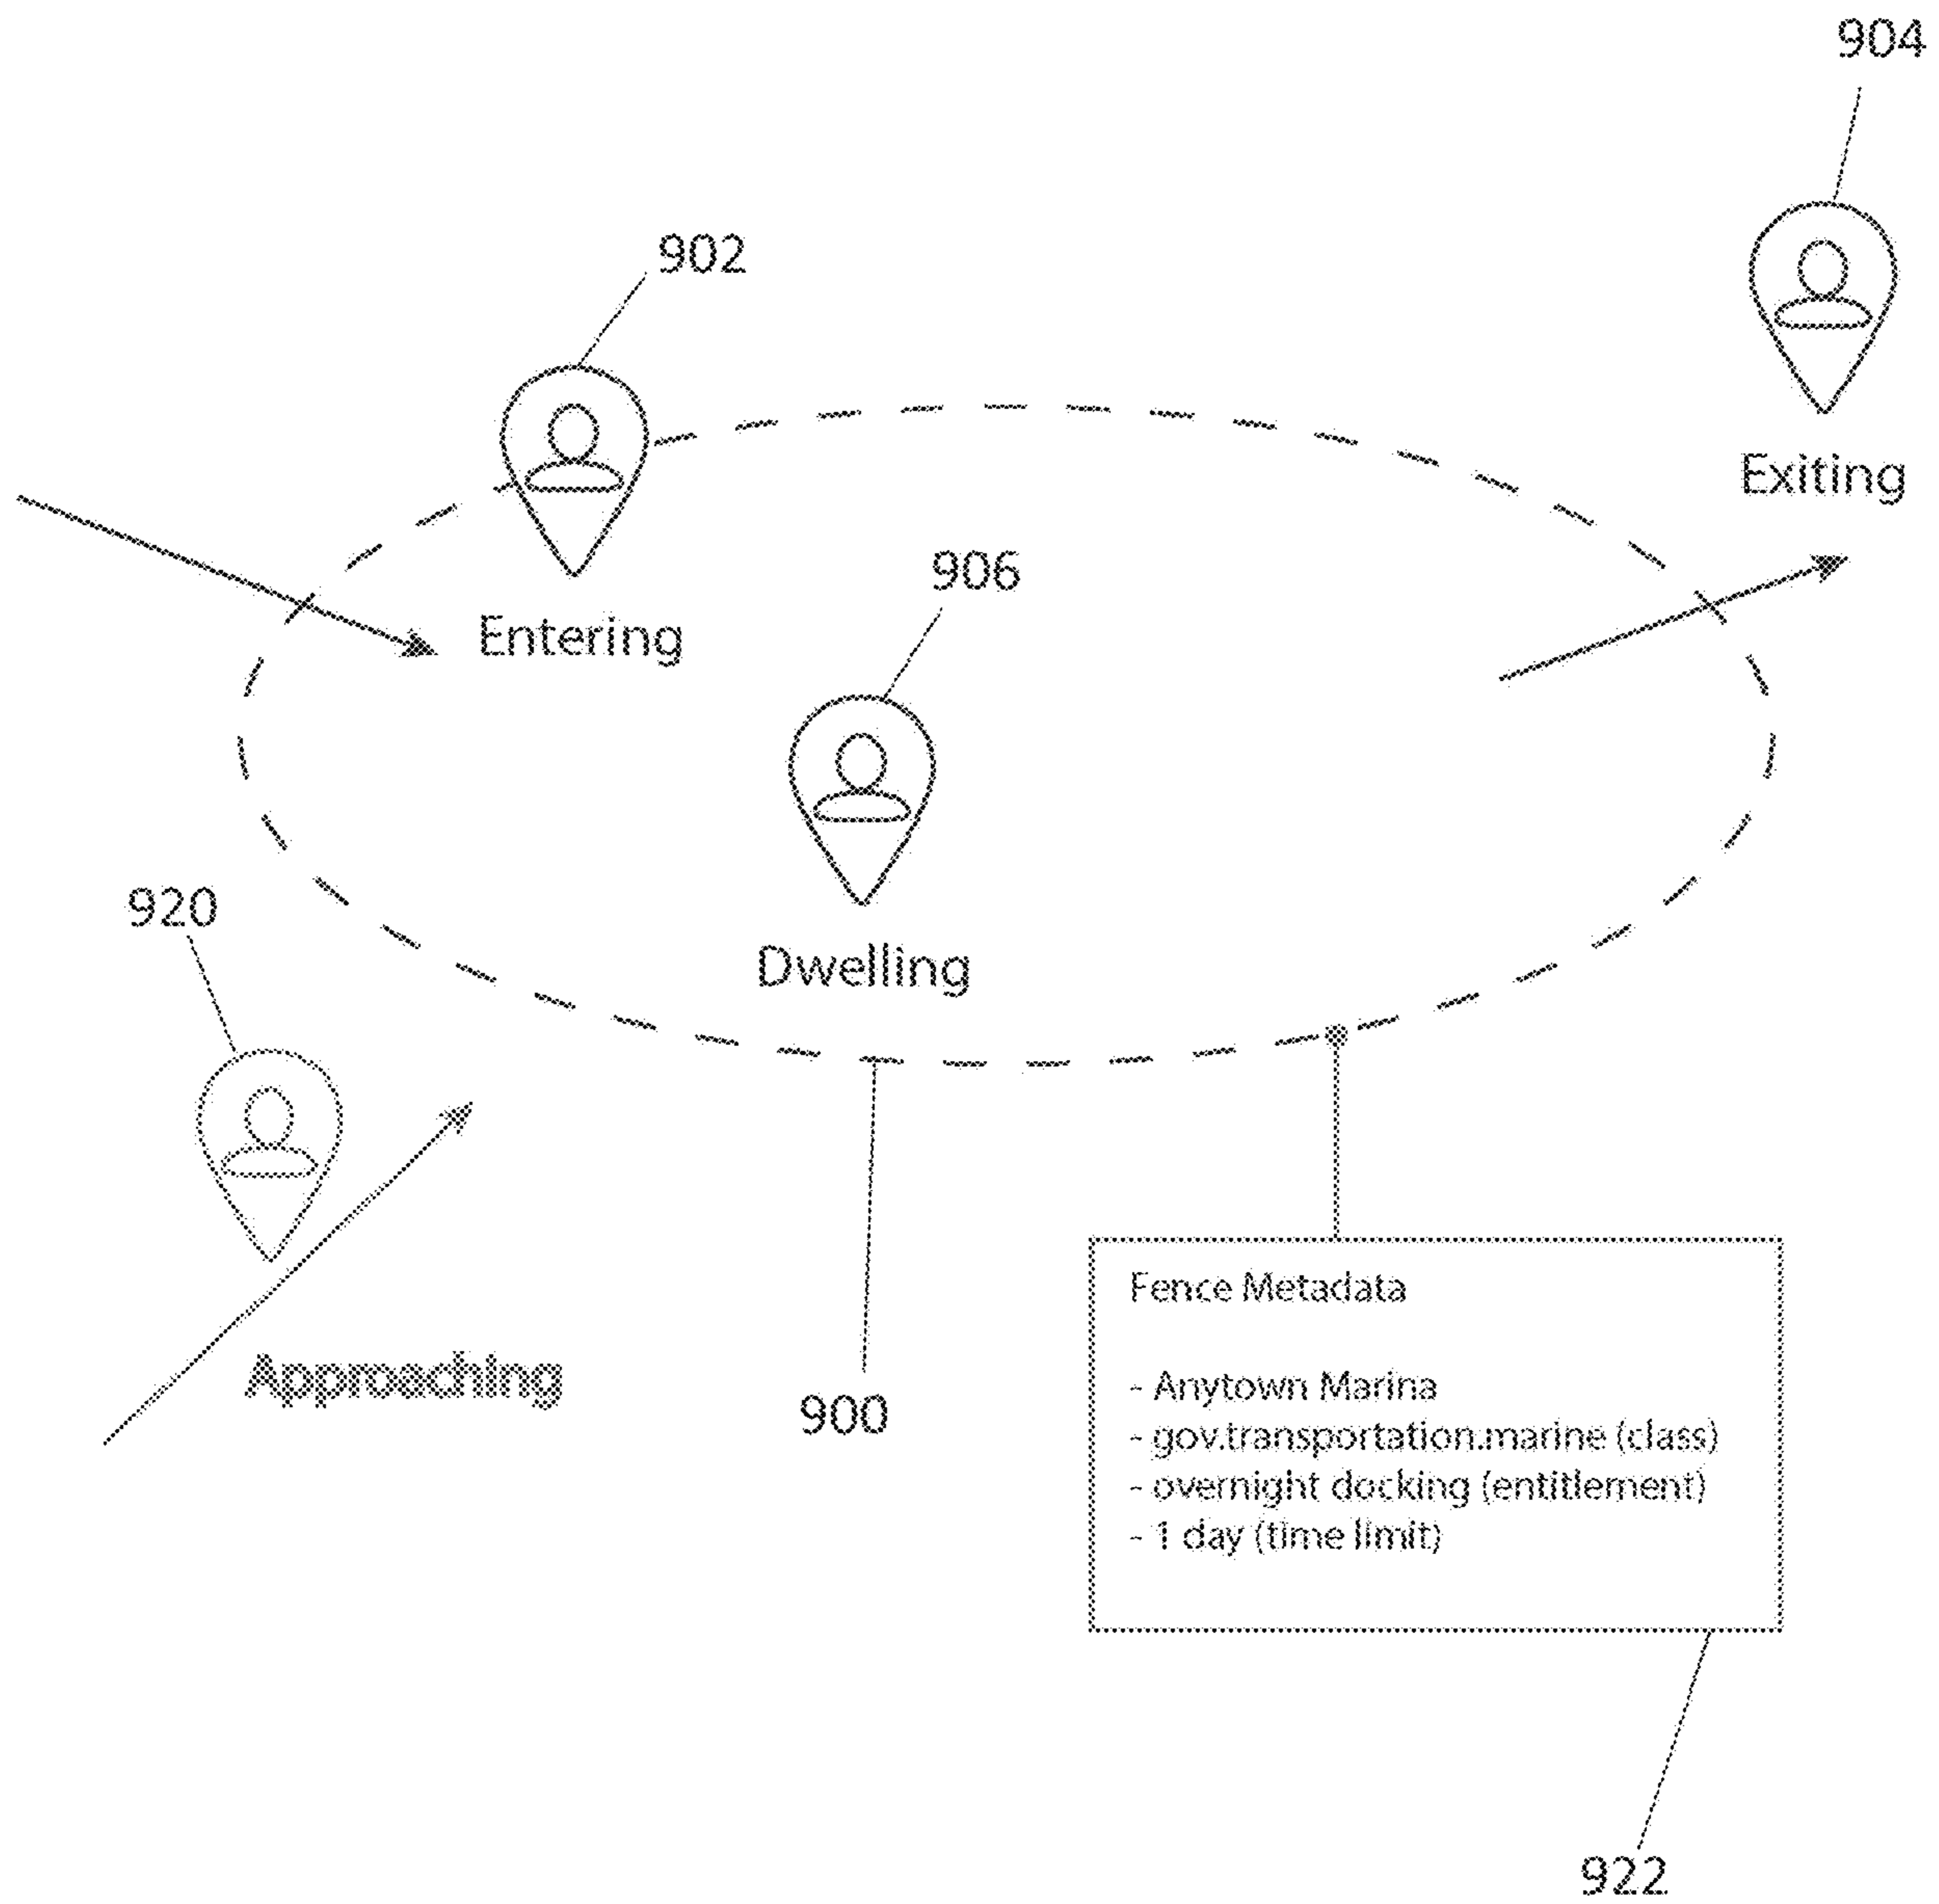 904
902
Exiting
906
Entering
920
Dwelling
Fence Metadata
- Anytown Marina
- gov.transportation.marine (class)
- overnight docking (entitlement)
- 1 day (time limit)
Approaching
900
922